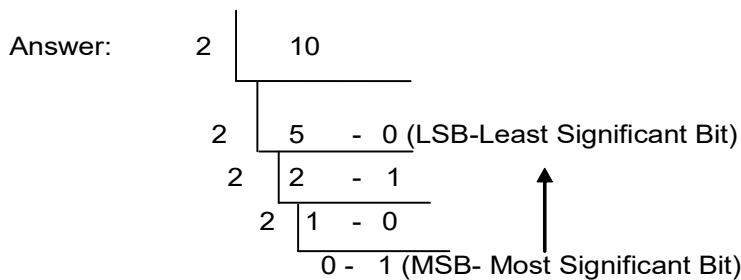 Answer: 2 10
2 5 - 0 (LSB-Least Significant Bit)
2 2 - 1
2 1 - 0
0 - 1 (MSB- Most Significant Bit)